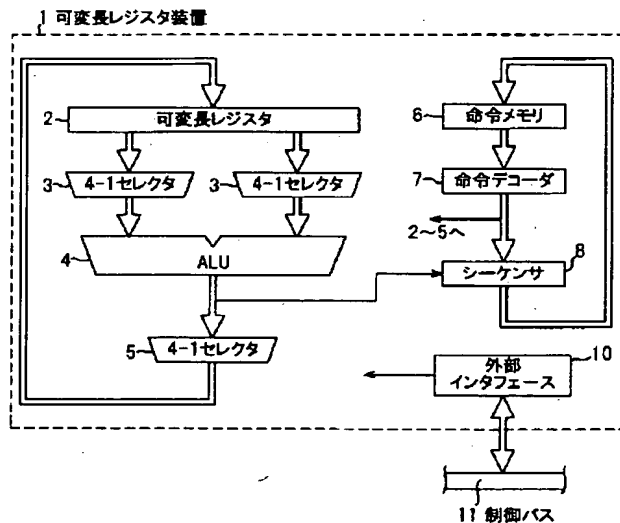 1 可変長レジスタ装置
2 可変長レジスタ
3 4-1セレクタ
3 4-1セレクタ
4 ALU
5 4-1セレクタ
6 命令メモリ
7 命令デコーダ
2〜5へ
シーケンサ 8
外部
インタフェース 10
11 制御バス